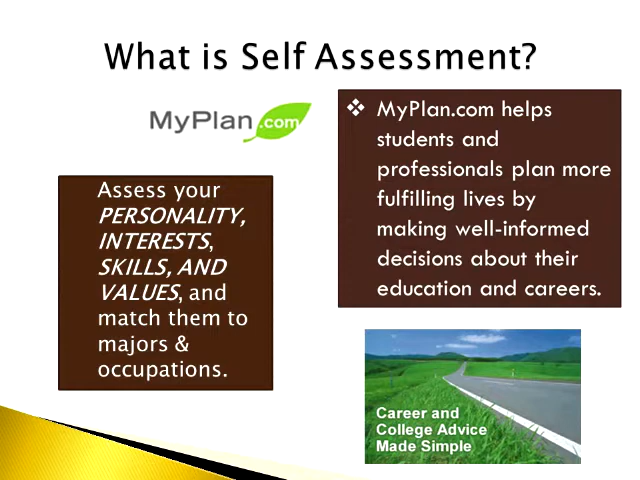 What is Self Assessment?
MyPlan.com
Assess your
PERSONALITY,
INTERESTS,
SKILLS, AND
VALUES, and
match them to
majors &
occupations.
❖ MyPlan.com helps
students and
professionals plan more
fulfilling lives by
making well-informed
decisions about their
education and careers.
Career and
College Advice
Made Simple